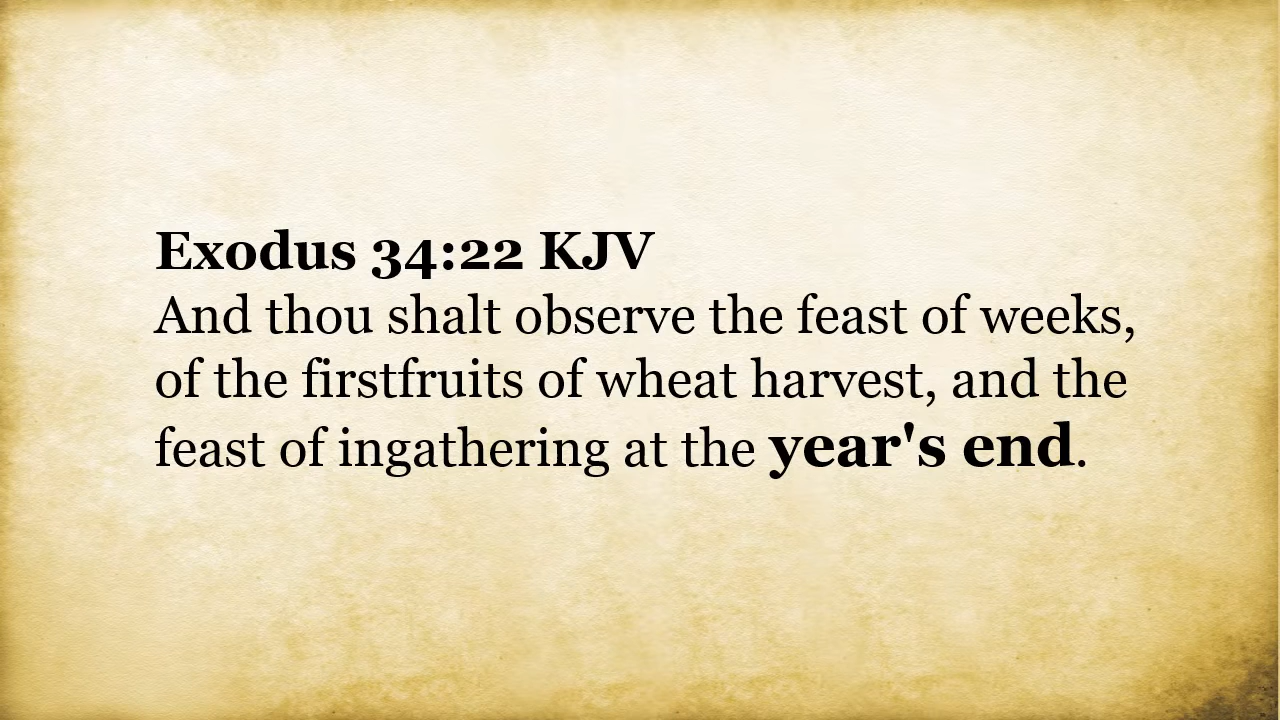 Exodus 34:22 KJV
And thou shalt observe the feast of weeks,
of the firstfruits of wheat harvest, and the
feast of ingathering at the year's end.